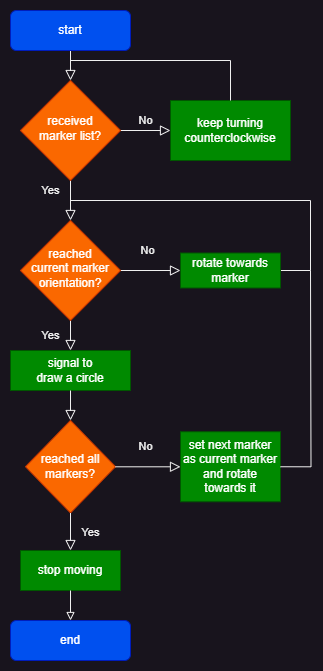 start
received
marker list?
No
keep turning
counterclockwise
Yes
reached
current marker
orientation?
No
rotate towards
marker
Yes
signal to
draw a circle
reached all
markers?
No
set next marker
as current marker
and rotate
towards it
Yes
stop moving
end